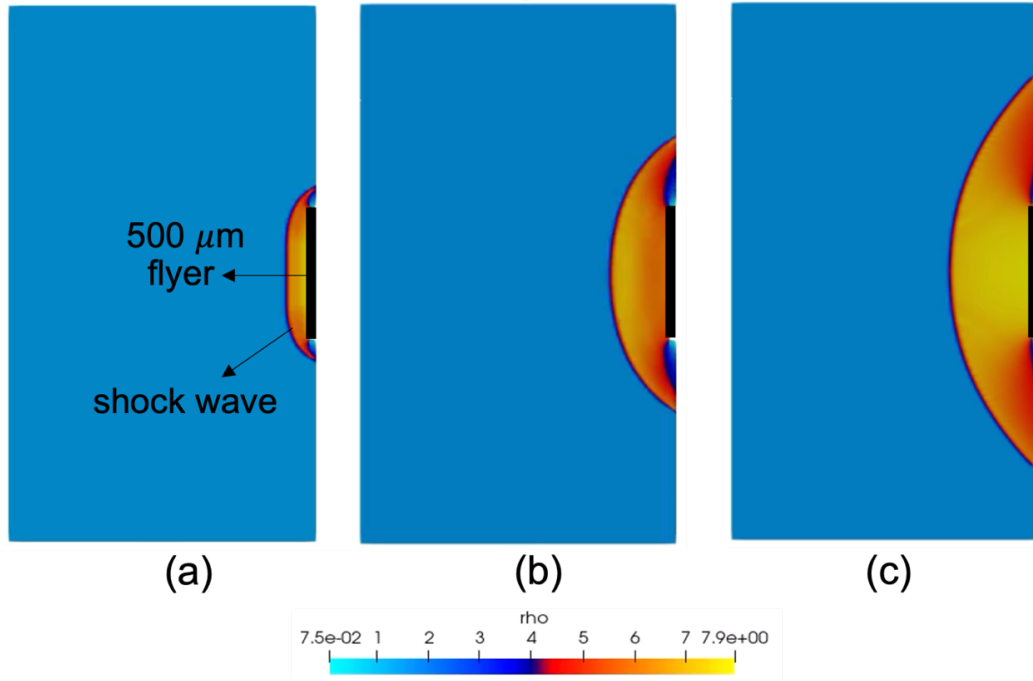 500 μm
flyer
shock wave
(a)
(b)
(c)
rho
7.5e-02 1 2 3 4 5 6 7 7.9e+00